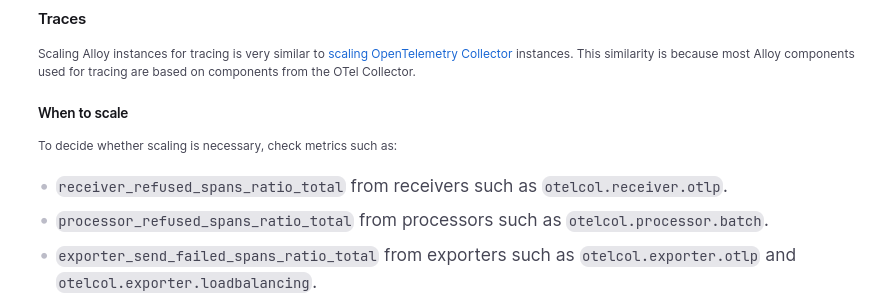 Traces
Scaling Alloy instances for tracing is very similar to scaling OpenTelemetry Collector instances. This similarity is because most Alloy components
used for tracing are based on components from the OTel Collector.
When to scale
To decide whether scaling is necessary, check metrics such as:
• receiver_refused_spans_ratio_total from receivers such as otelcol.receiver.otlp.
• processor_refused_spans_ratio_total from processors such as otelcol.processor.batch.
• exporter_send_failed_spans_ratio_total from exporters such as otelcol.exporter.otlp and
otelcol.exporter.loadbalancing.